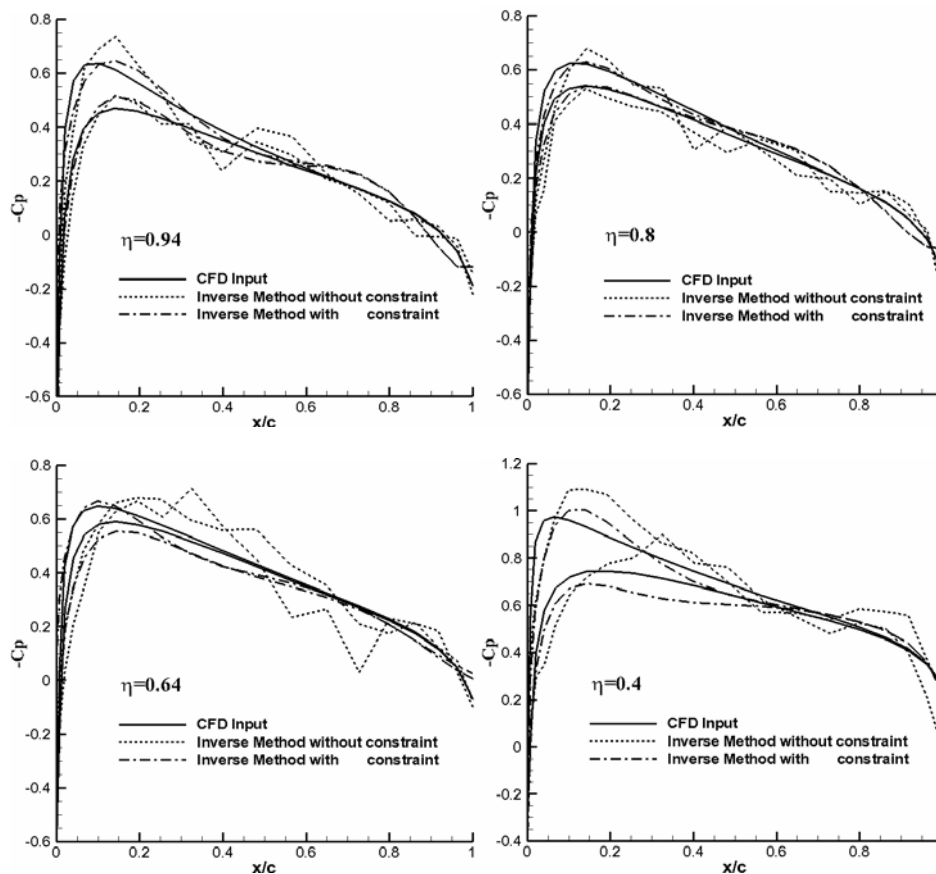 0.8
0.6
0.4
0.2
0
-0.2
-0.4
-0.6
-Cp
η=0.94
CFD Input
Inverse Method without constraint
Inverse Method with constraint
0 0.2 0.4 0.6 0.8 1
x/c
0.8
0.6
0.4
0.2
0
-0.2
-0.4
-0.6
-Cp
η=0.8
CFD Input
Inverse Method without constraint
Inverse Method with constraint
0 0.2 0.4 0.6 0.8
x/c
0.8
0.6
0.4
0.2
0
-0.2
-0.4
-0.6
-Cp
η=0.64
CFD Input
Inverse Method without constraint
Inverse Method with constraint
0 0.2 0.4 0.6 0.8 1
x/c
1.2
1
0.8
0.6
0.4
0.2
0
-0.2
-0.4
-Cp
η=0.4
CFD Input
Inverse Method without constraint
Inverse Method with constraint
0 0.2 0.4 0.6 0.8
x/c